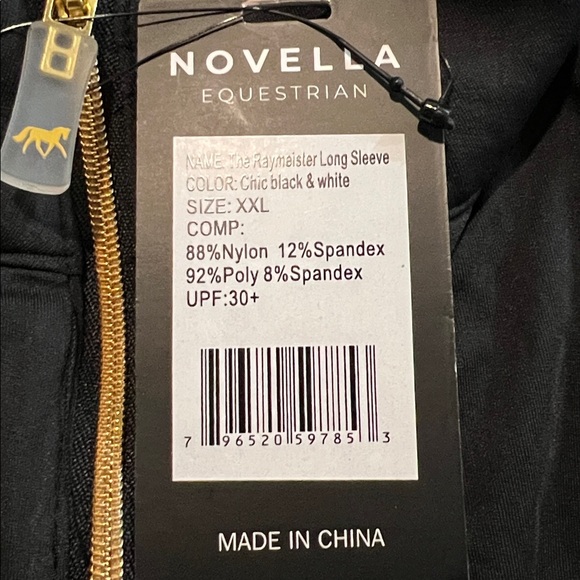 NOVELLA
EQUESTRIAN
NAME: The Raymeister Long Sleeve
COLOR: Chic black & white
SIZE: XXL
COMP:
88%Nylon 12%Spandex
92%Poly 8%Spandex
UPF:30+
7 96520 59785 3
MADE IN CHINA